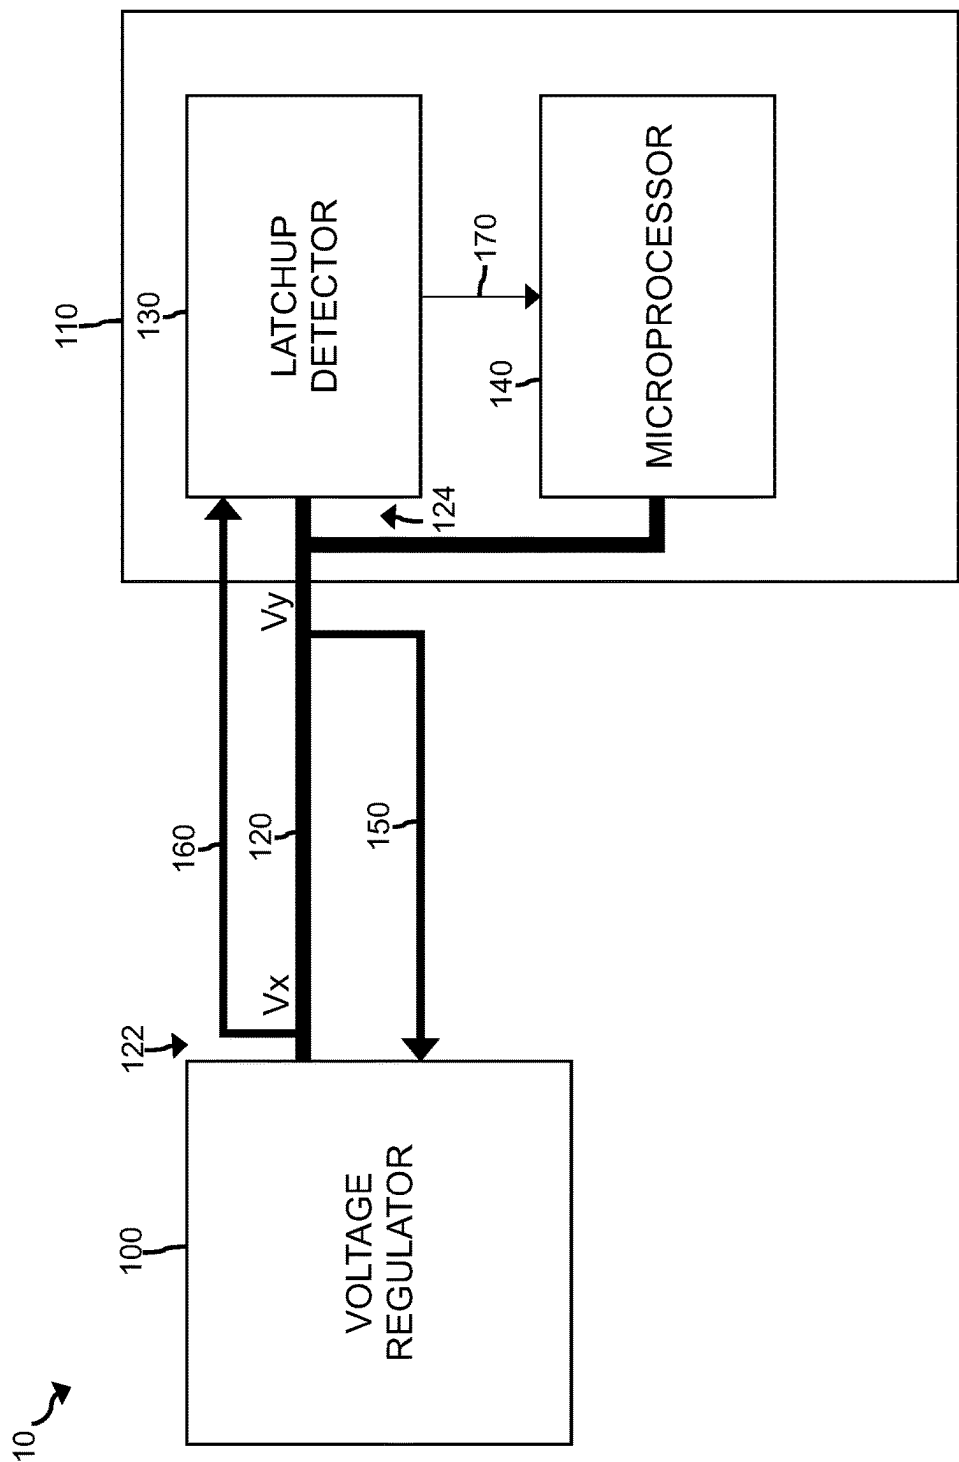 10
100
VOLTAGE
REGULATOR
122
Vx
160
120
150
Vy
110
130
LATCHUP
DETECTOR
124
170
140
MICROPROCESSOR